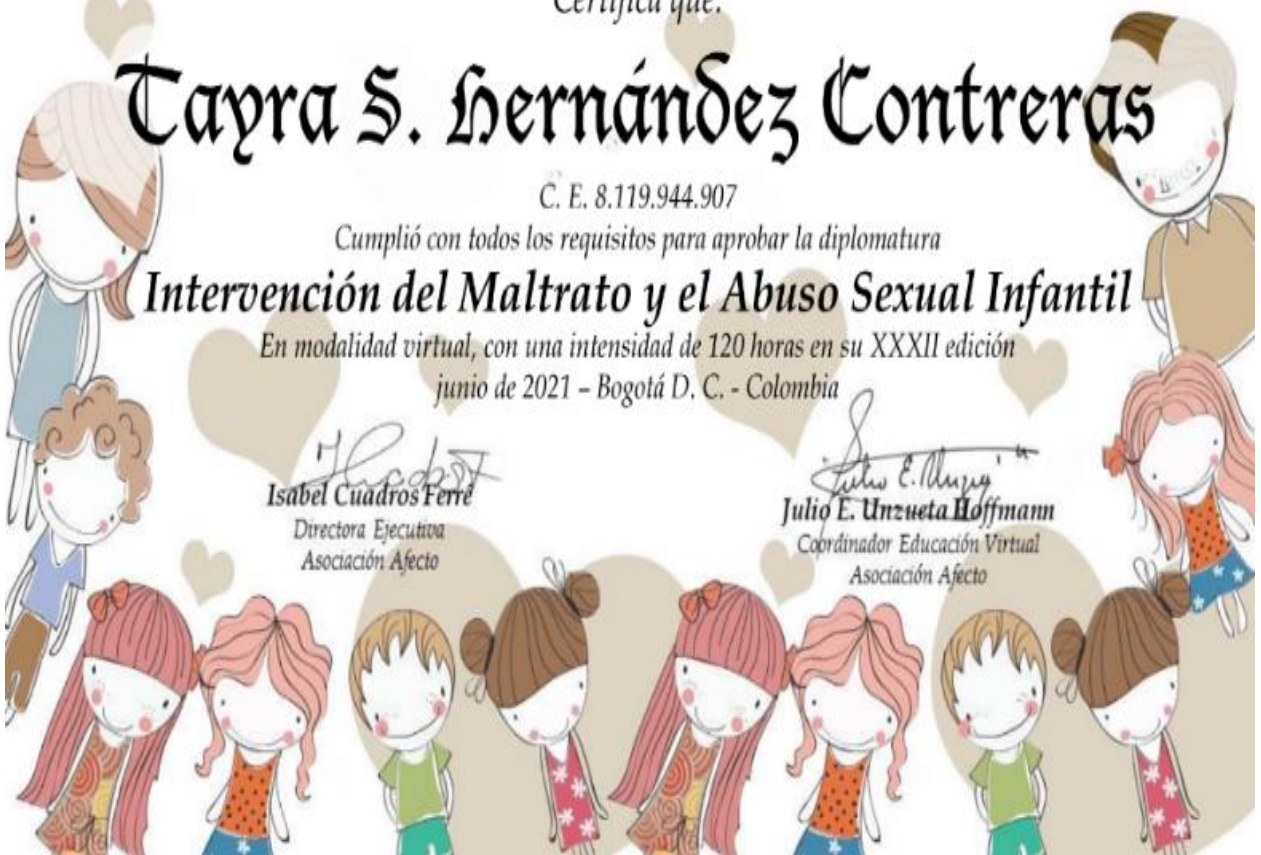 Certifica que:
Tayra S. Hernández Contreras
C. E. 8.119.944.907
Cumplió con todos los requisitos para aprobar la diplomatura
Intervención del Maltrato y el Abuso Sexual Infantil
En modalidad virtual, con una intensidad de 120 horas en su XXXII edición
junio de 2021 – Bogotá D. C. - Colombia
Isabel Cuadros Ferré
Directora Ejecutiva
Asociación Afecto
Julio E. Unzueta Hoffmann
Coordinador Educación Virtual
Asociación Afecto